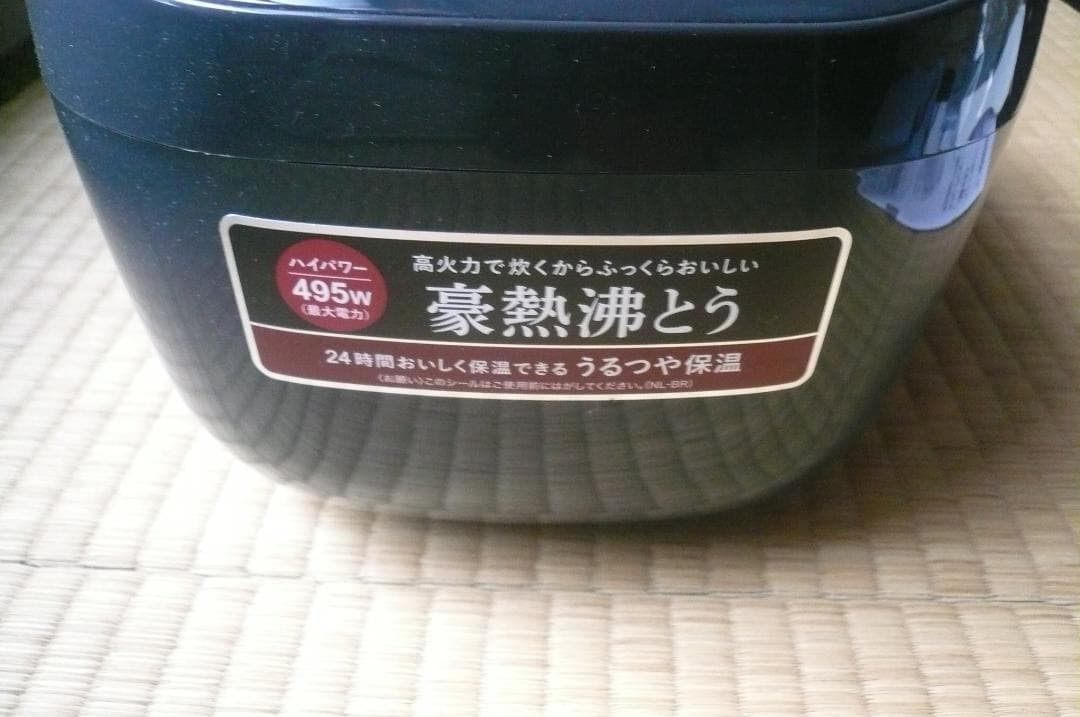 ハイパワー
495W
(最大電力)
高火力で炊くからふっくらおいしい
豪熱沸とう
24時間おいしく保温できる うるつや保温
〈お願い〉このシールはご使用前にはがしてください。(NL-BR)